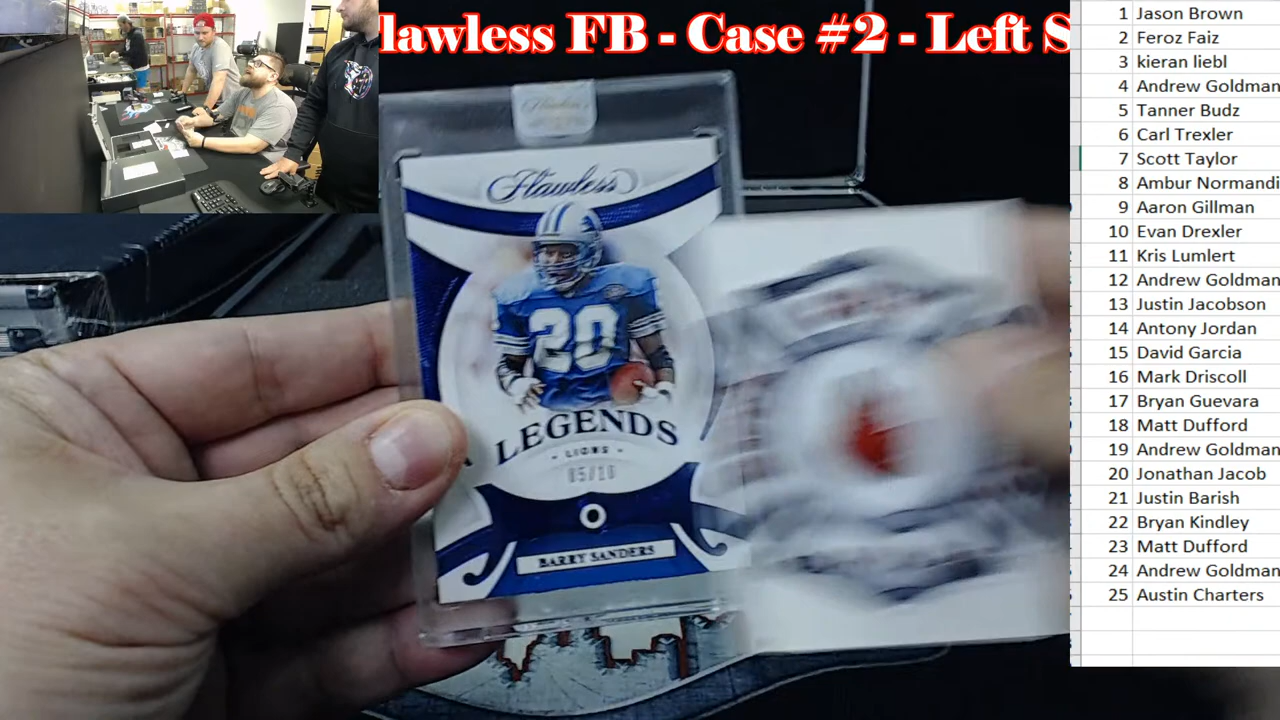 lawless FB - Case #2 - Left S
Flawless
20
LEGENDS
- LIONS -
05/10
BARRY SANDERS
1 Jason Brown
2 Feroz Faiz
3 kieran liebl
4 Andrew Goldman
5 Tanner Budz
6 Carl Trexler
7 Scott Taylor
8 Ambur Normandi
9 Aaron Gillman
10 Evan Drexler
11 Kris Lumlert
12 Andrew Goldman
13 Justin Jacobson
14 Antony Jordan
15 David Garcia
16 Mark Driscoll
17 Bryan Guevara
18 Matt Dufford
19 Andrew Goldman
20 Jonathan Jacob
21 Justin Barish
22 Bryan Kindley
23 Matt Dufford
24 Andrew Goldman
25 Austin Charters